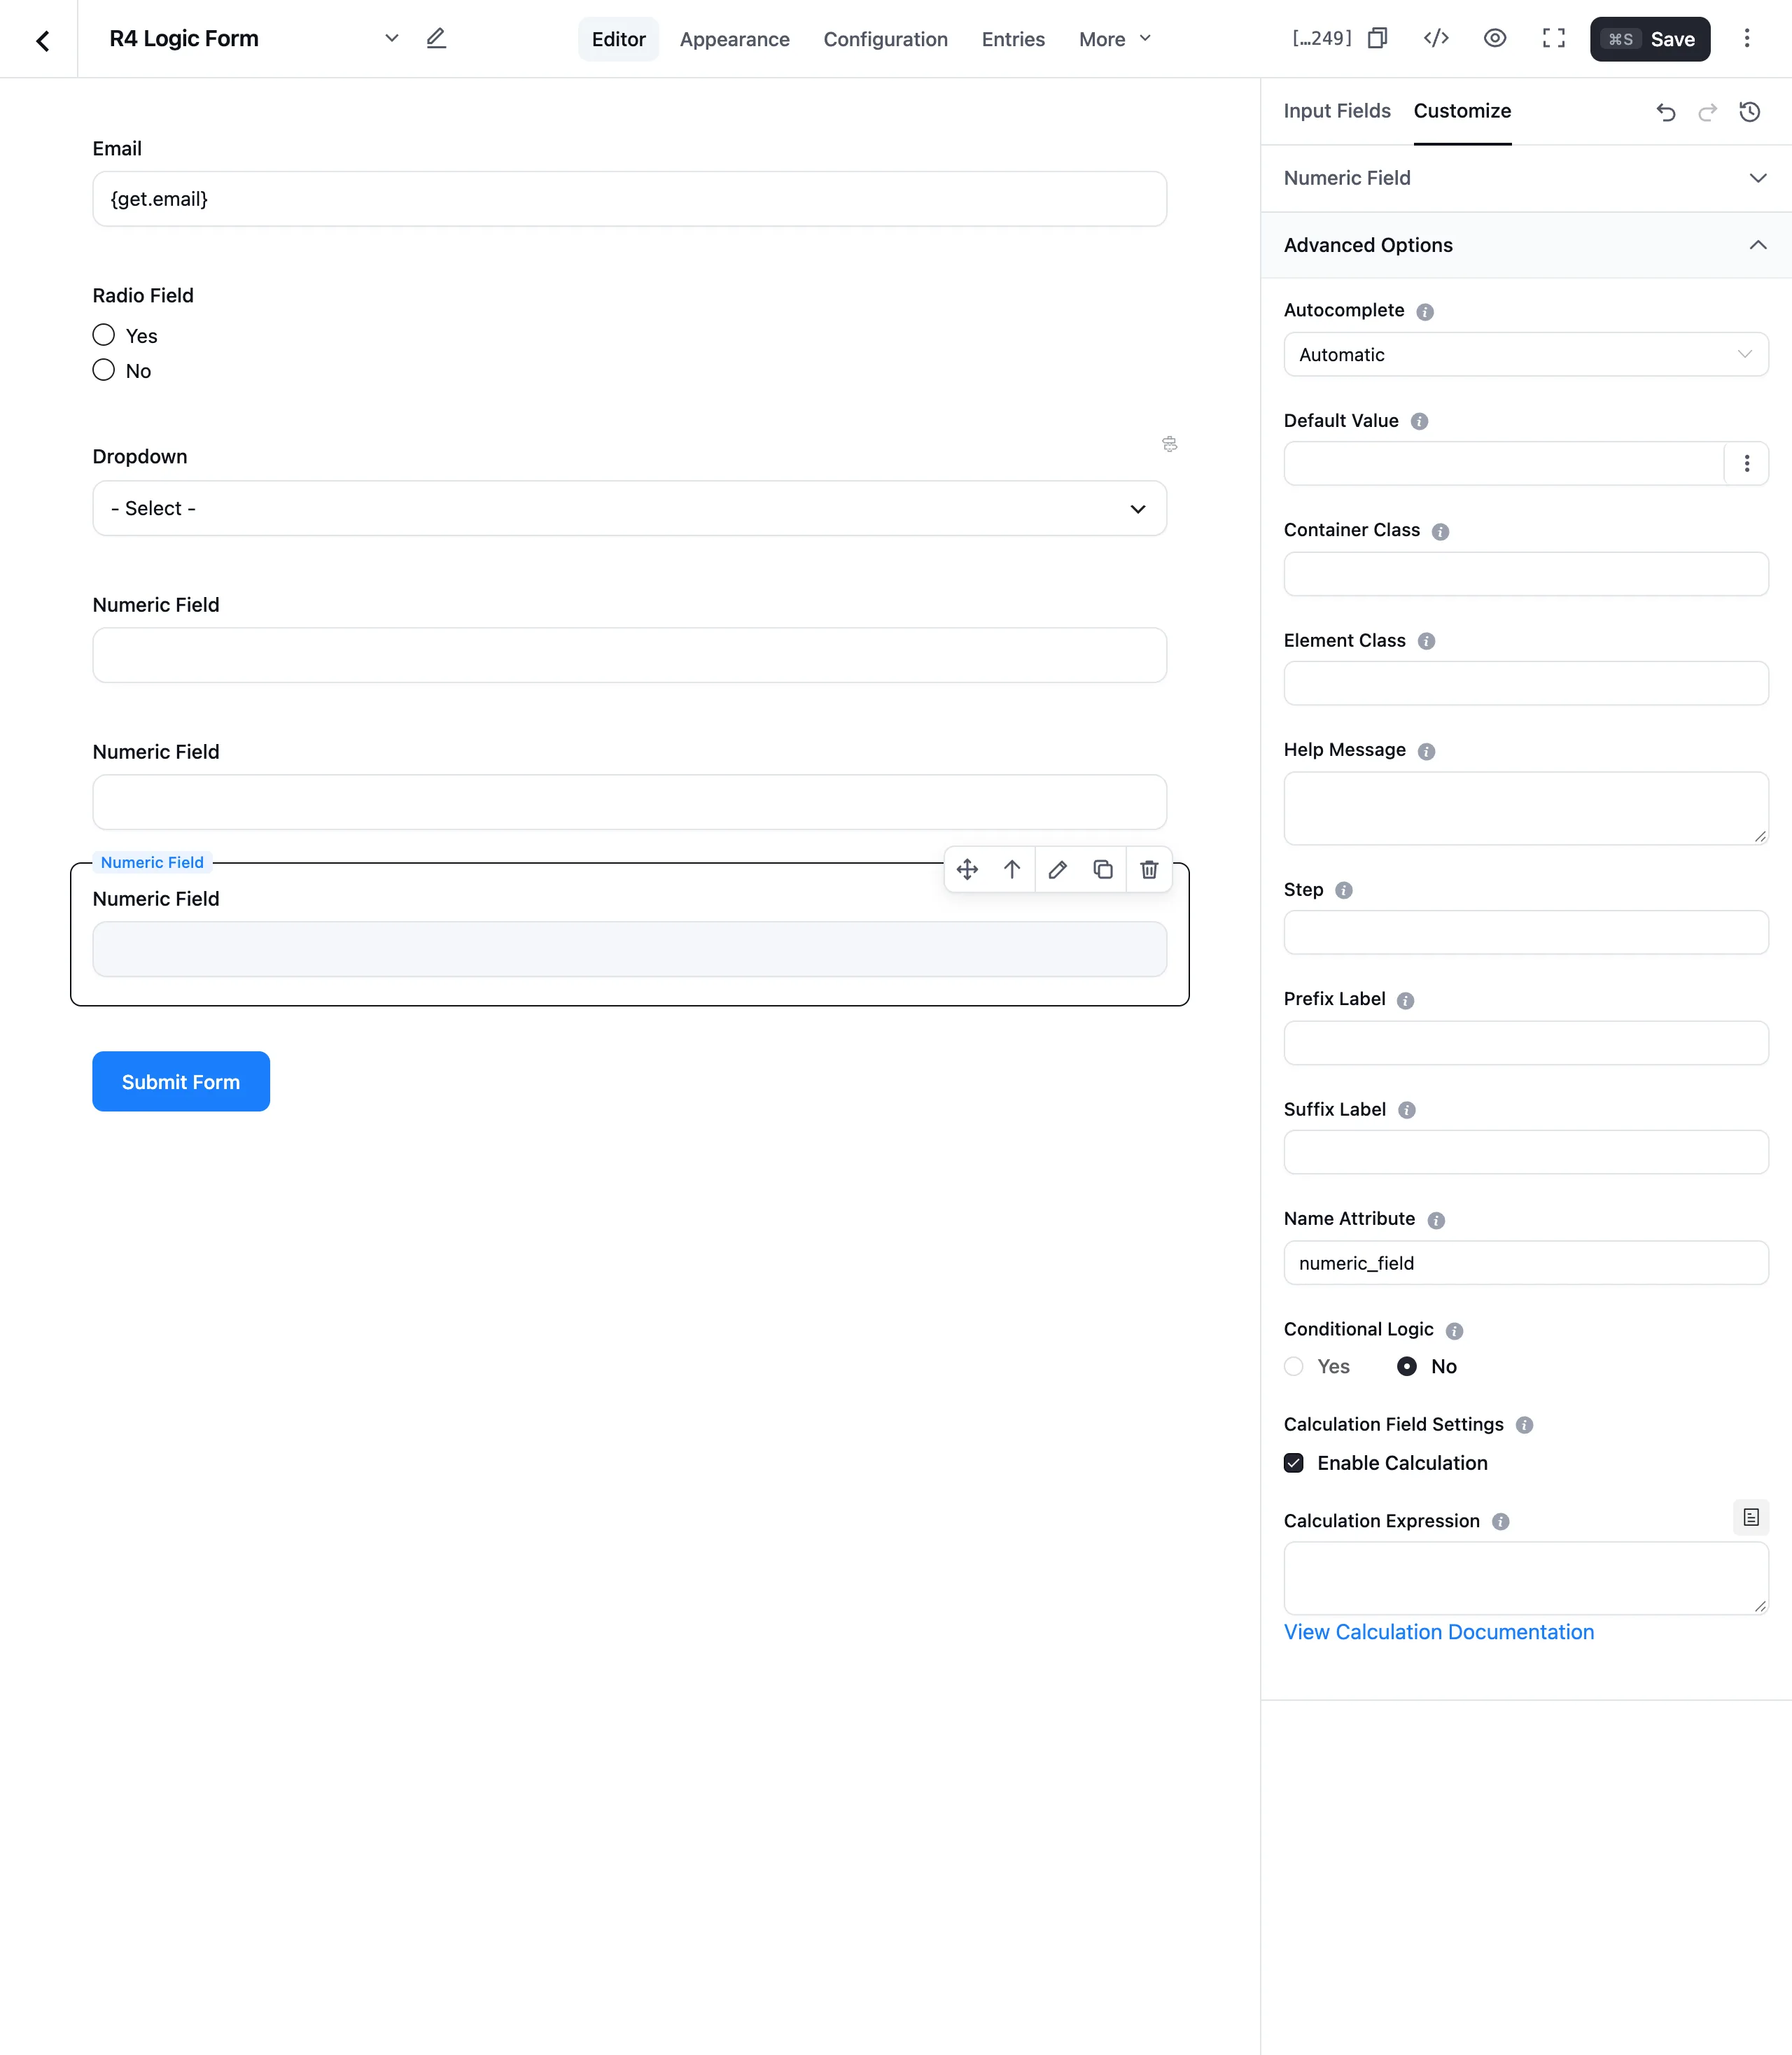 R4 Logic Form
Editor
Appearance
Configuration
Entries
More
[…249]
⌘S Save
Email
{get.email}
Radio Field
Yes
No
Dropdown
- Select -
Numeric Field
Numeric Field
Numeric Field
Numeric Field
Submit Form
Input Fields
Customize
Numeric Field
Advanced Options
Autocomplete
Automatic
Default Value
Container Class
Element Class
Help Message
Step
Prefix Label
Suffix Label
Name Attribute
numeric_field
Conditional Logic
Yes No
Calculation Field Settings
Enable Calculation
Calculation Expression
View Calculation Documentation